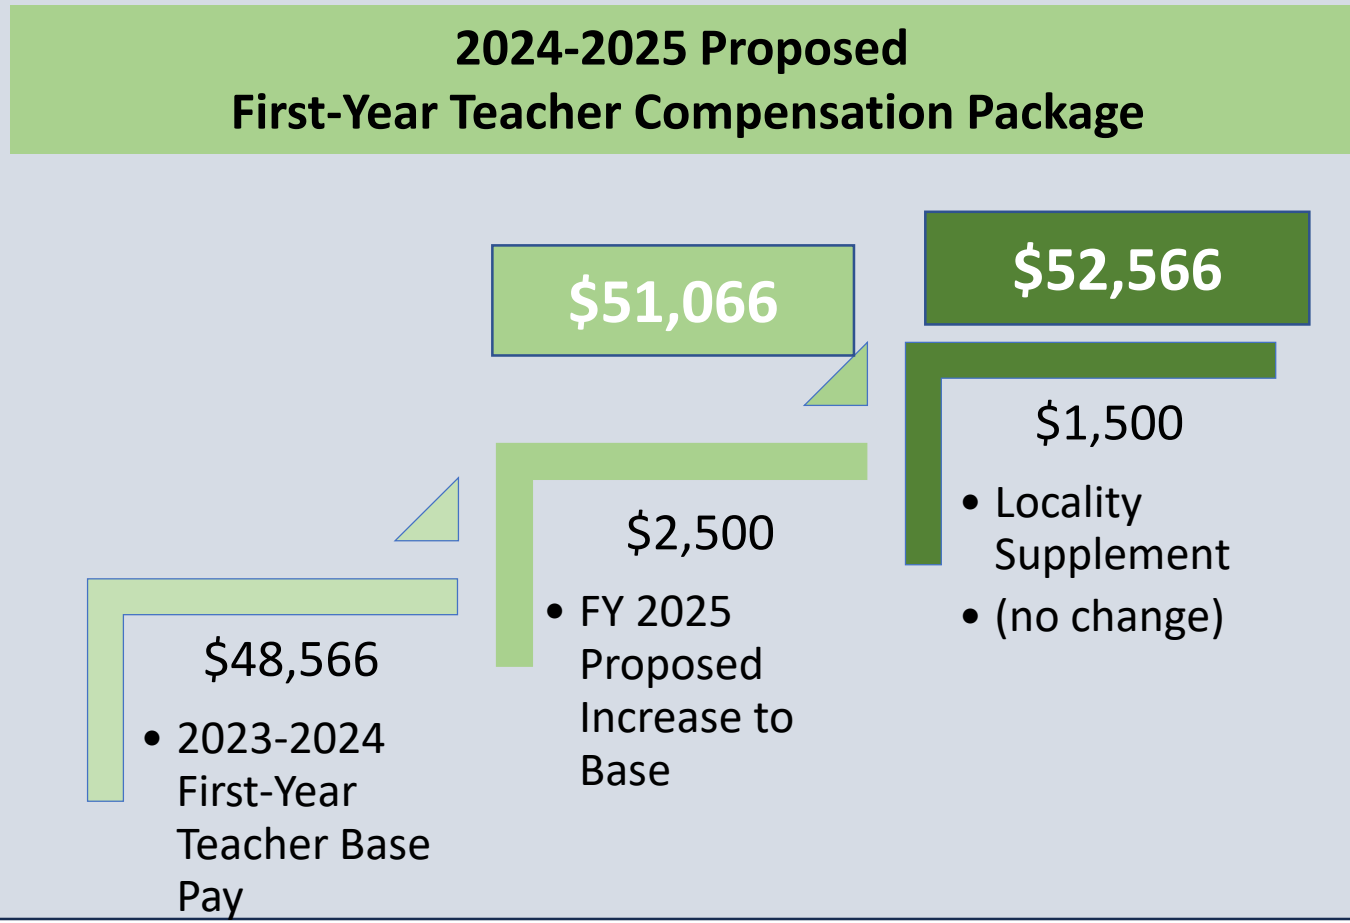 2024-2025 Proposed
First-Year Teacher Compensation Package
$48,566
• 2023-2024
First-Year
Teacher Base
Pay
$51,066
$2,500
• FY 2025
Proposed
Increase to
Base
$52,566
$1,500
• Locality
Supplement
• (no change)